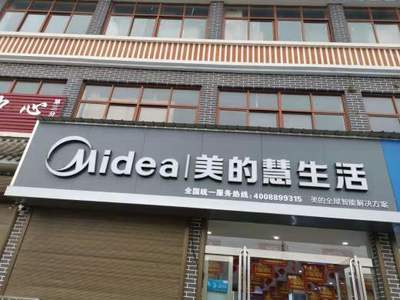 心
Midea | 美的慧生活
全国统一服务热线:4008899315
美的全屋智能解决方案